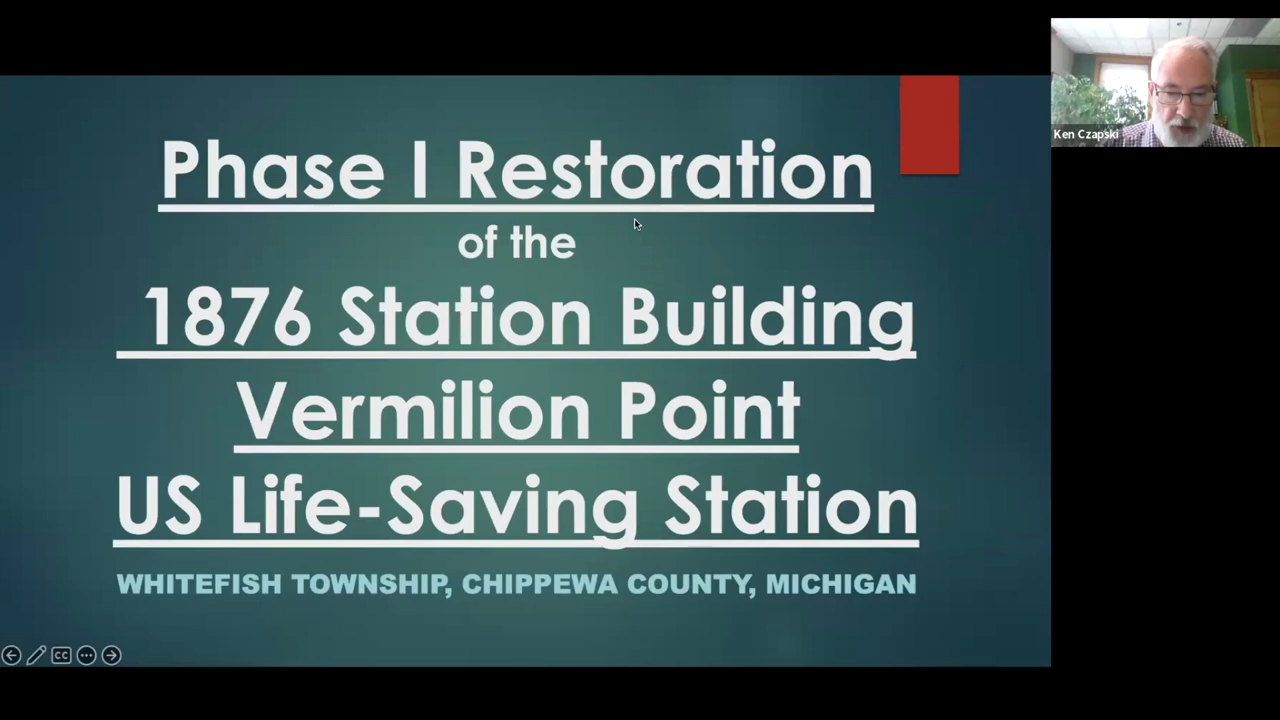 Phase I Restoration
of the
1876 Station Building
Vermilion Point
US Life-Saving Station
WHITEFISH TOWNSHIP, CHIPPEWA COUNTY, MICHIGAN
Ken Czapski
CC